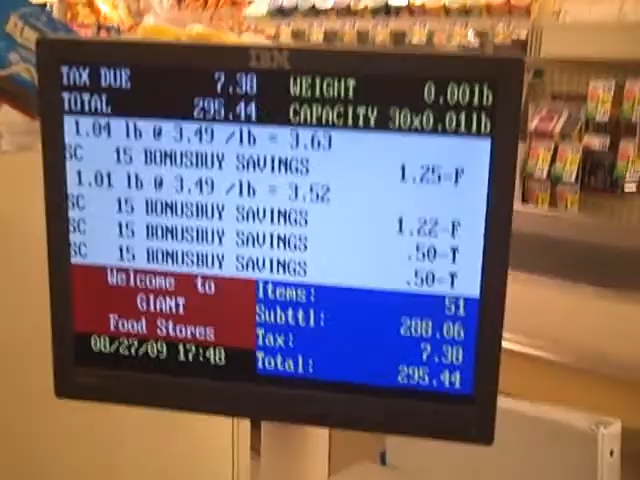 IBM
TAX DUE 7.38 WEIGHT 0.00lb
TOTAL 295.44 CAPACITY 30x0.01lb
1.04 lb @ 3.49 /lb = 3.63
SC 15 BONUSBUY SAVINGS 1.25-F
1.01 lb @ 3.49 /lb = 3.52
SC 15 BONUSBUY SAVINGS 1.22-F
SC 15 BONUSBUY SAVINGS .50-T
SC 15 BONUSBUY SAVINGS .50-T
Welcome to
GIANT
Food Stores
08/27/09 17:48
Items: 51
Subttl: 288.06
Tax: 7.38
Total: 295.44